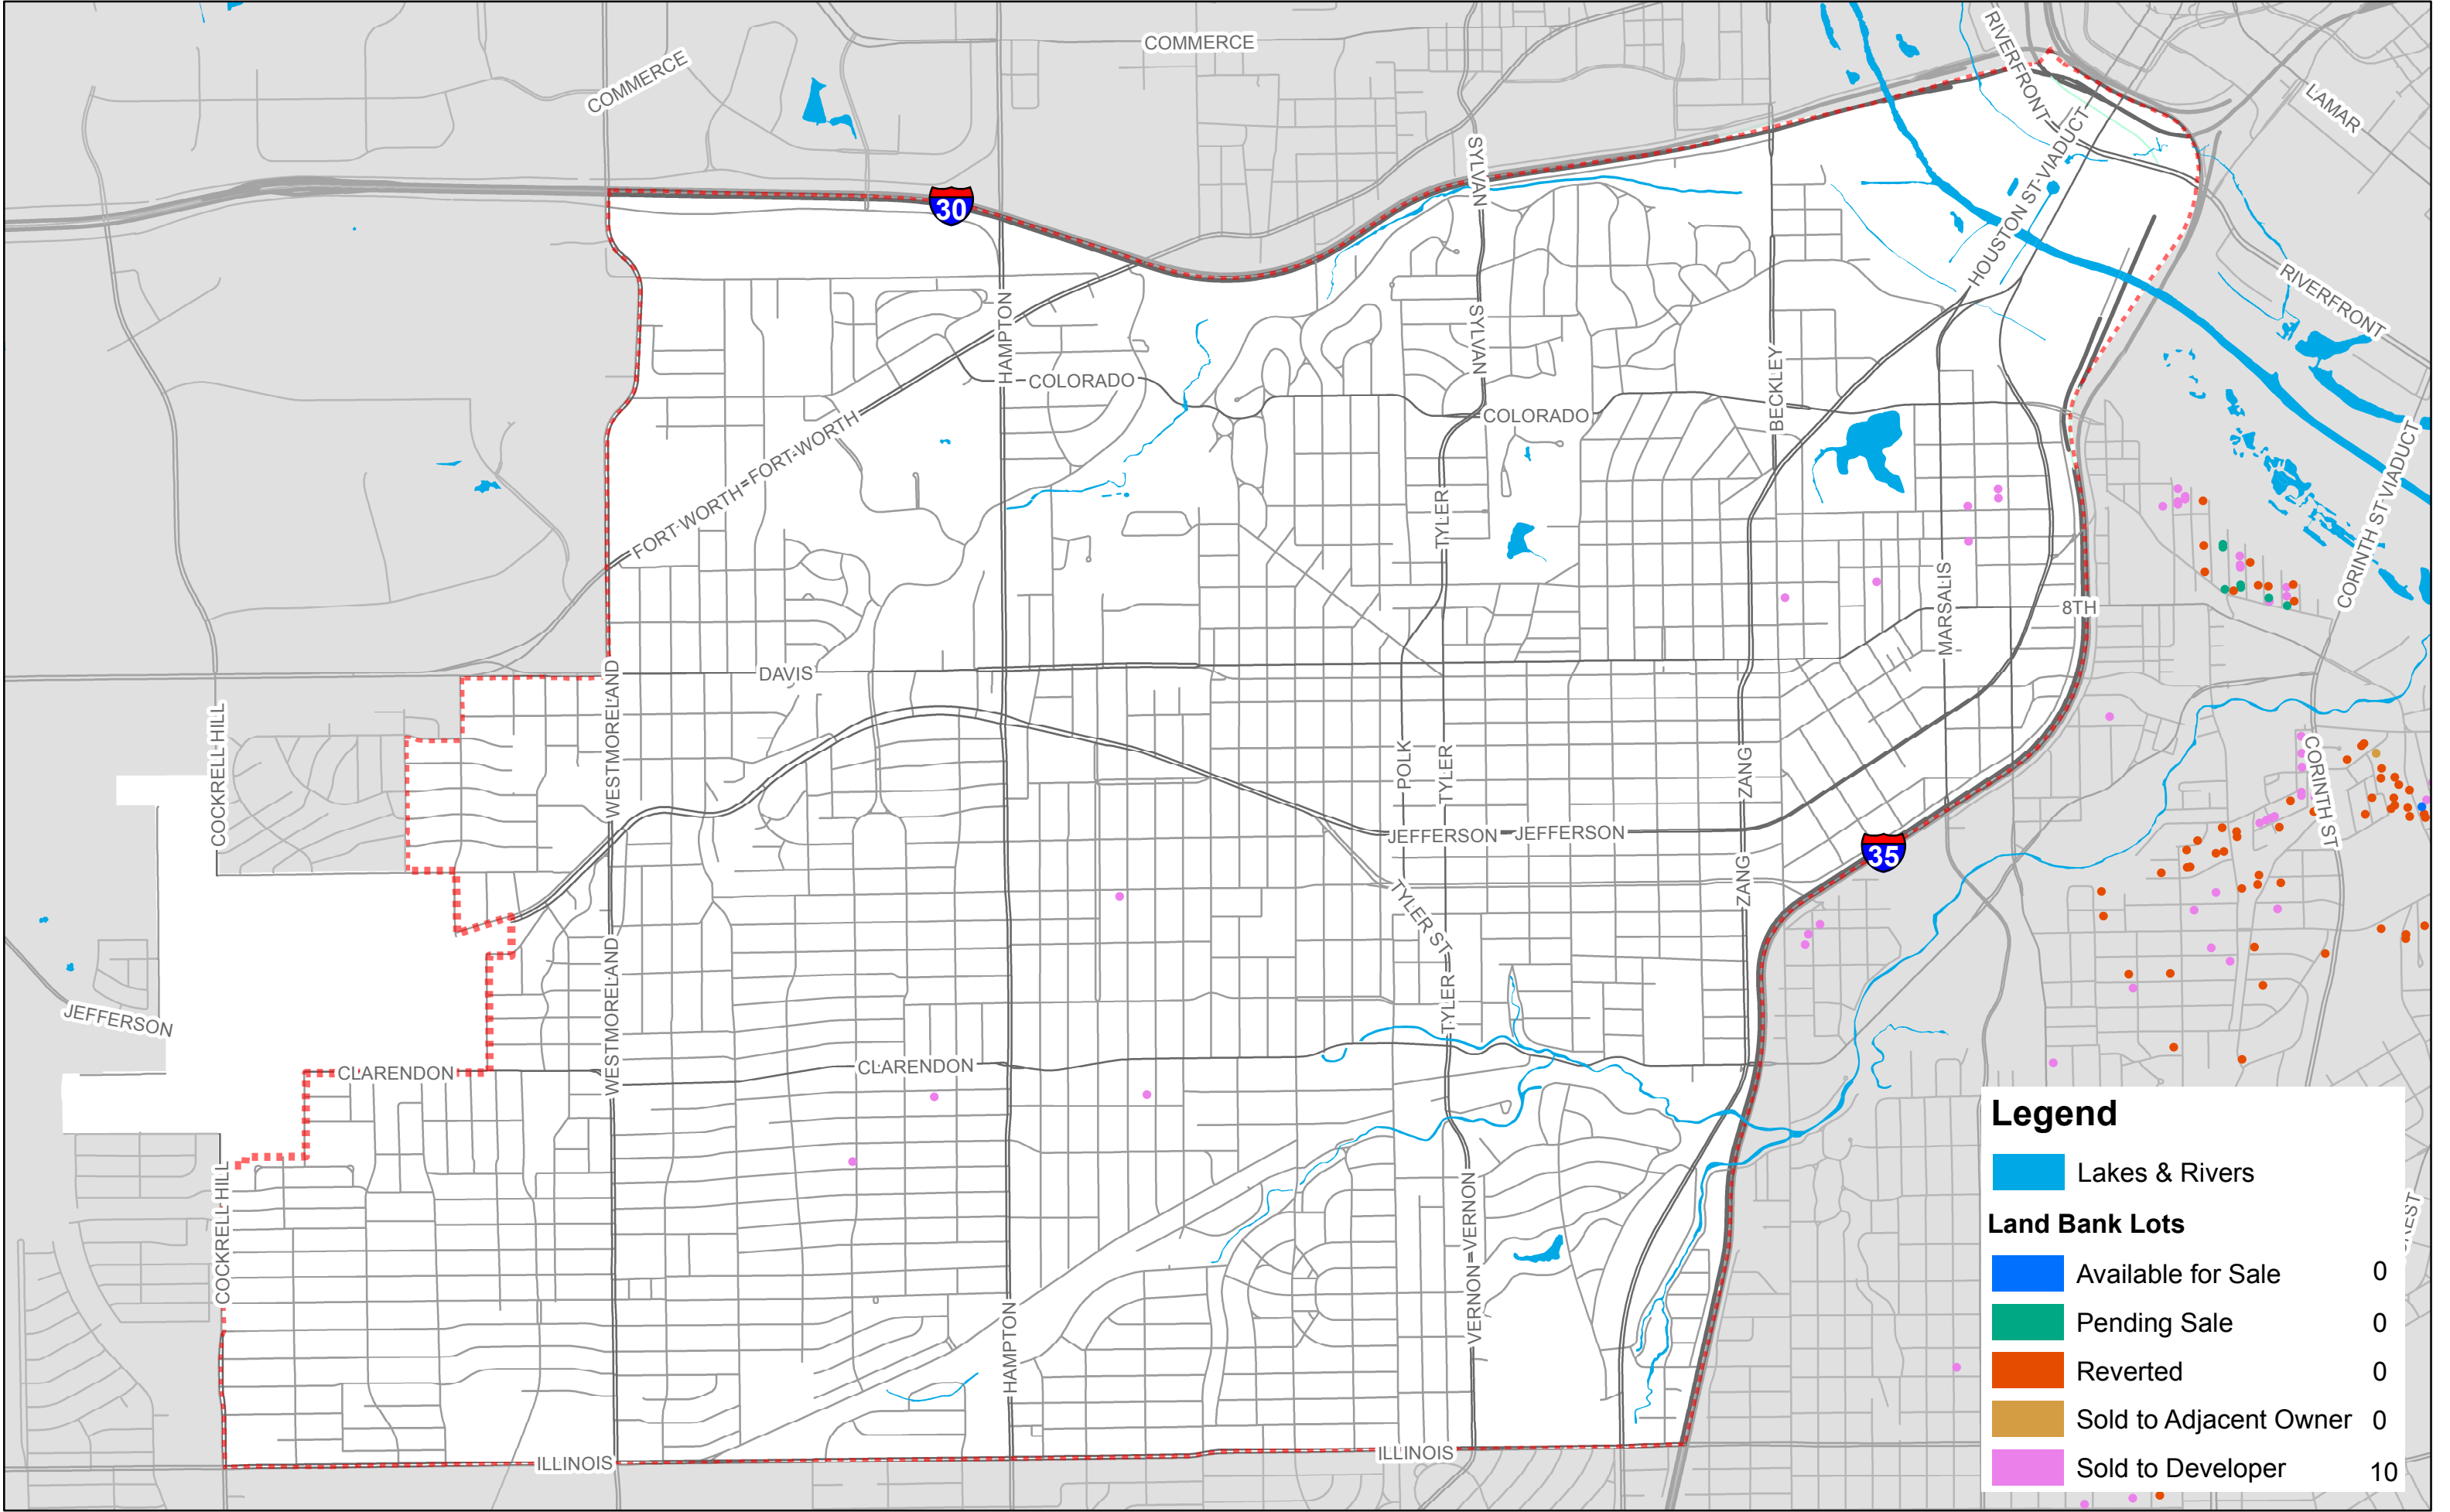 COMMERCE
COMMERCE
RIVERFRONT
LAMAR
SYLVAN
HOUSTON ST VIADUCT
30
RIVERFRONT
HAMPTON
SYLVAN
BECKLEY
COLORADO
COLORADO
FORT WORTH
FORT WORTH
CORINTH ST VIADUCT
TYLER
MARSALIS
8TH
DAVIS
WESTMORELAND
COCKRELL HILL
POLK
TYLER
ZANG
CORINTH ST
JEFFERSON
JEFFERSON
35
ZANG
TYLER ST
WESTMORELAND
TYLER
JEFFERSON
CLARENDON
CLARENDON
COCKRELL HILL
VERNON
VERNON
HAMPTON
ILLINOIS
ILLINOIS
Legend
Lakes & Rivers
Land Bank Lots
Available for Sale 0
Pending Sale 0
Reverted 0
Sold to Adjacent Owner 0
Sold to Developer 10